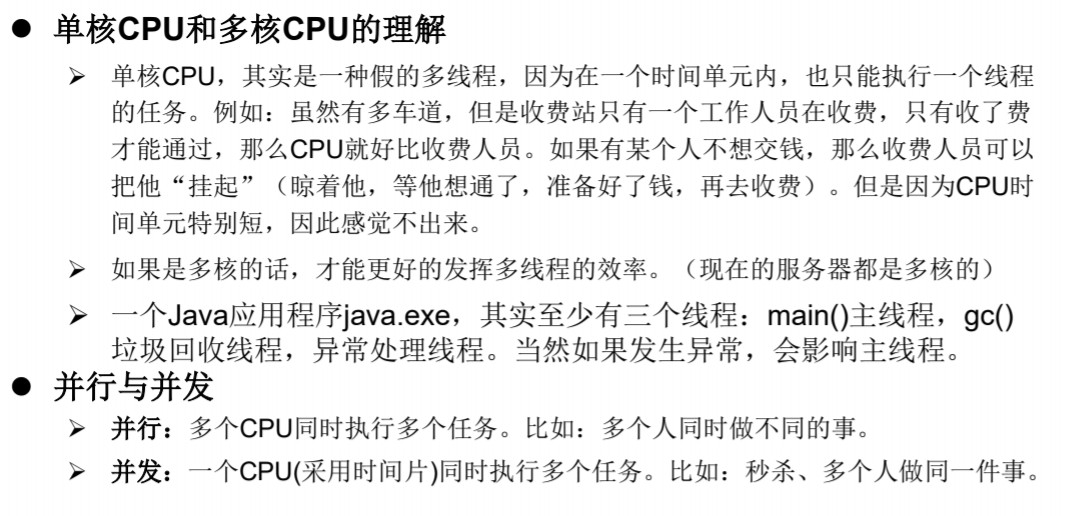 ● 单核CPU和多核CPU的理解
➢ 单核CPU，其实是一种假的多线程，因为在一个时间单元内，也只能执行一个线程
的任务。例如：虽然有多车道，但是收费站只有一个工作人员在收费，只有收了费
才能通过，那么CPU就好比收费人员。如果有某个人不想交钱，那么收费人员可以
把他“挂起”（晾着他，等他想通了，准备好了钱，再去收费）。但是因为CPU时
间单元特别短，因此感觉不出来。
➢ 如果是多核的话，才能更好的发挥多线程的效率。（现在的服务器都是多核的）
➢ 一个Java应用程序java.exe，其实至少有三个线程：main()主线程，gc()
垃圾回收线程，异常处理线程。当然如果发生异常，会影响主线程。
● 并行与并发
➢ 并行：多个CPU同时执行多个任务。比如：多个人同时做不同的事。
➢ 并发：一个CPU(采用时间片)同时执行多个任务。比如：秒杀、多个人做同一件事。